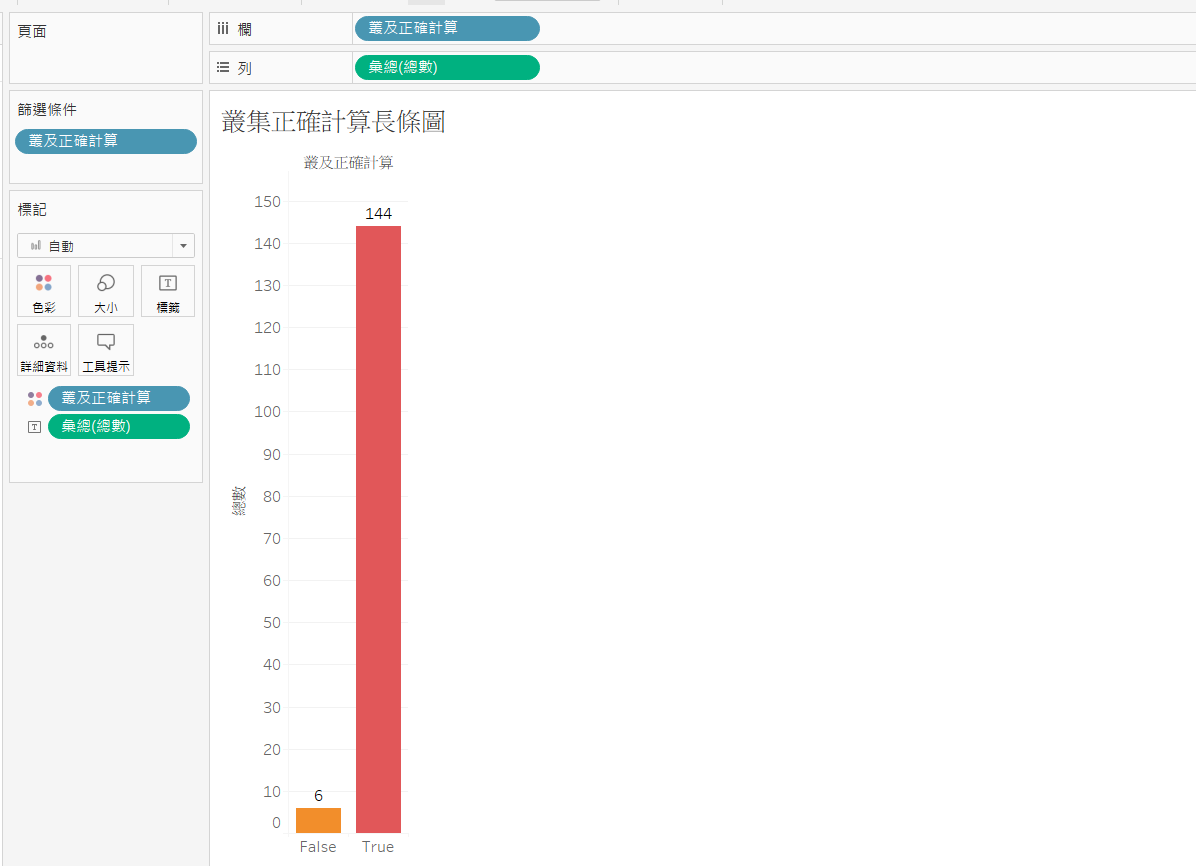 頁面
篩選條件
叢及正確計算
標記
自動
色彩
大小
標籤
詳細資料
工具提示
叢及正確計算
彙總(總數)
欄
叢及正確計算
列
彙總(總數)
叢集正確計算長條圖
叢及正確計算
總數
150
140
130
120
110
100
90
80
70
60
50
40
30
20
10
0
144
6
False
True